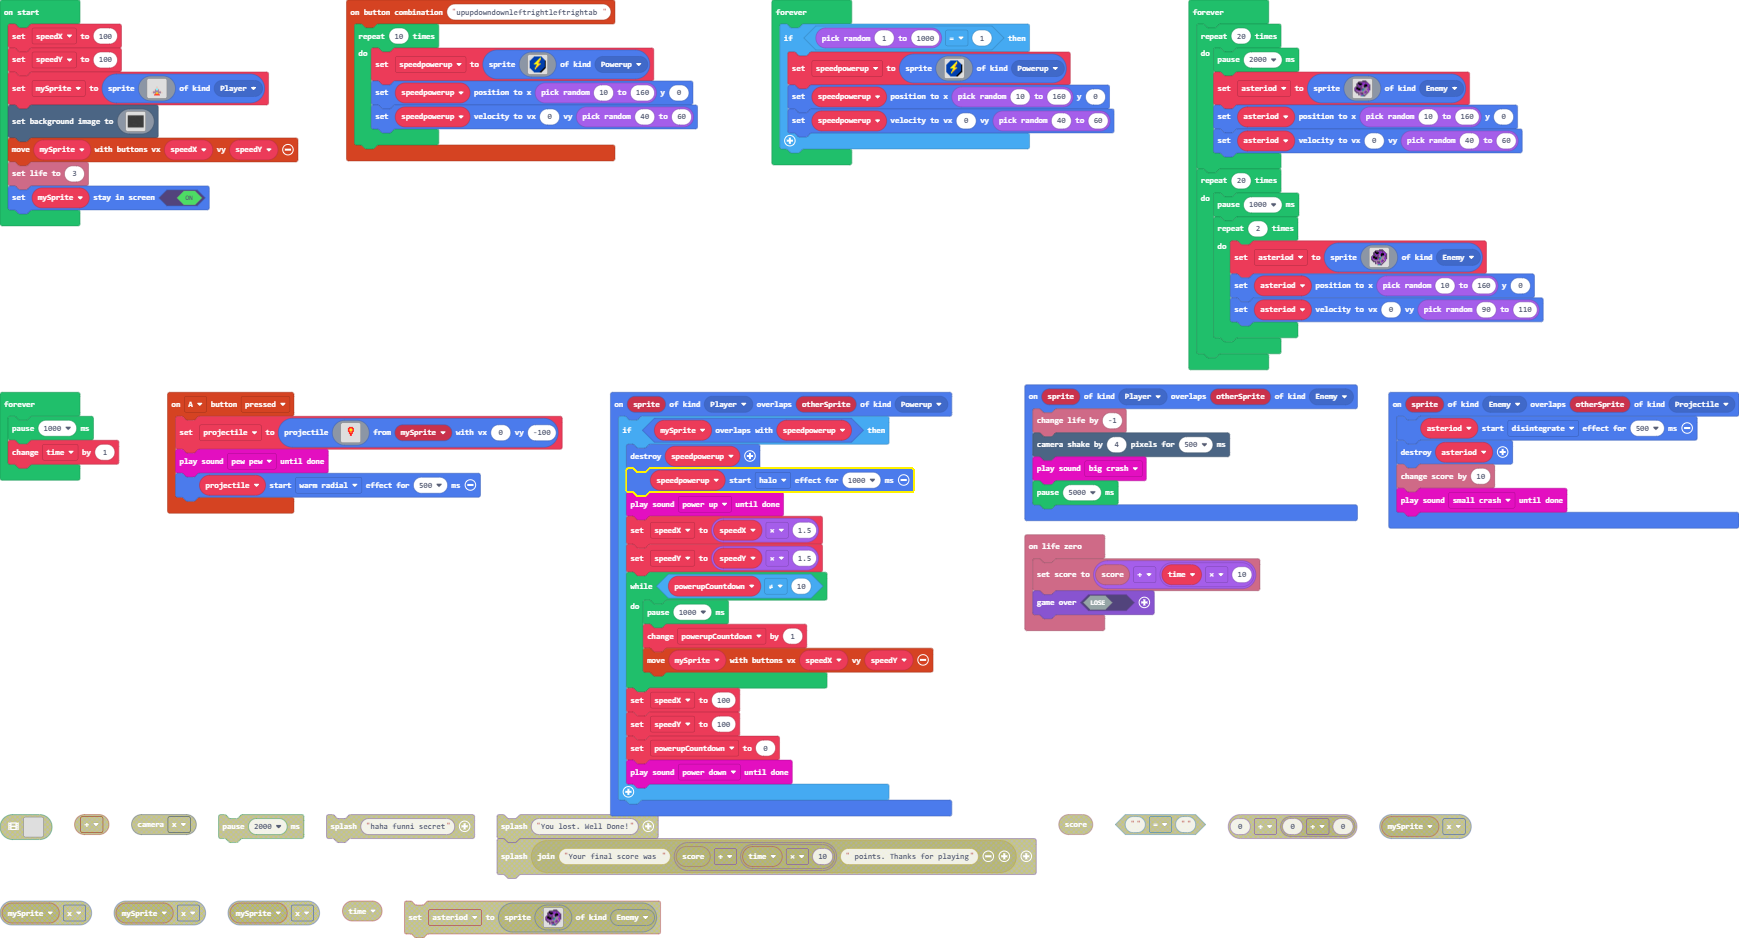 on start
set speedX to 100
set speedY to 100
set mySprite to sprite of kind Player
set background image to
move mySprite with buttons vx speedX vy speedY
set life to 3
set mySprite stay in screen ON
on button combination "upupdowndownleftrightleftrightab"
repeat 10 times
do
set speedpowerup to sprite of kind Powerup
set speedpowerup position to x pick random 10 to 160 y 0
set speedpowerup velocity to vx 0 vy pick random 40 to 60
forever
if pick random 1 to 1000 = 1 then
set speedpowerup to sprite of kind Powerup
set speedpowerup position to x pick random 10 to 160 y 0
set speedpowerup velocity to vx 0 vy pick random 40 to 60
forever
repeat 20 times
do
pause 2000 ms
set asteriod to sprite of kind Enemy
set asteriod position to x pick random 10 to 160 y 0
set asteriod velocity to vx 0 vy pick random 40 to 60
repeat 20 times
do
pause 1000 ms
repeat 2 times
do
set asteriod to sprite of kind Enemy
set asteriod position to x pick random 10 to 160 y 0
set asteriod velocity to vx 0 vy pick random 90 to 110
forever
pause 1000 ms
change time by 1
on A button pressed
set projectile to projectile from mySprite with vx 0 vy -100
play sound pew pew until done
projectile start warm radial effect for 500 ms
on sprite of kind Player overlaps otherSprite of kind Powerup
if mySprite overlaps with speedpowerup then
destroy speedpowerup
speedpowerup start halo effect for 1000 ms
play sound power up until done
set speedX to speedX × 1.5
set speedY to speedY × 1.5
while powerupCountdown ≠ 10
do
pause 1000 ms
change powerupCountdown by 1
move mySprite with buttons vx speedX vy speedY
set speedX to 100
set speedY to 100
set powerupCountdown to 0
play sound power down until done
on sprite of kind Player overlaps otherSprite of kind Enemy
change life by -1
camera shake by 4 pixels for 500 ms
play sound big crash
pause 5000 ms
on life zero
set score to score + time × 10
game over LOSE
on sprite of kind Enemy overlaps otherSprite of kind Projectile
asteriod start disintegrate effect for 500 ms
destroy asteriod
change score by 10
play sound small crash until done
+
camera x
pause 2000 ms
splash "haha funni secret"
splash "You lost. Well Done!"
splash join "Your final score was " score + time × 10 " points. Thanks for playing"
score
"" = ""
0 + 0 + 0
mySprite x
mySprite x
mySprite x
mySprite x
time
set asteriod to sprite of kind Enemy